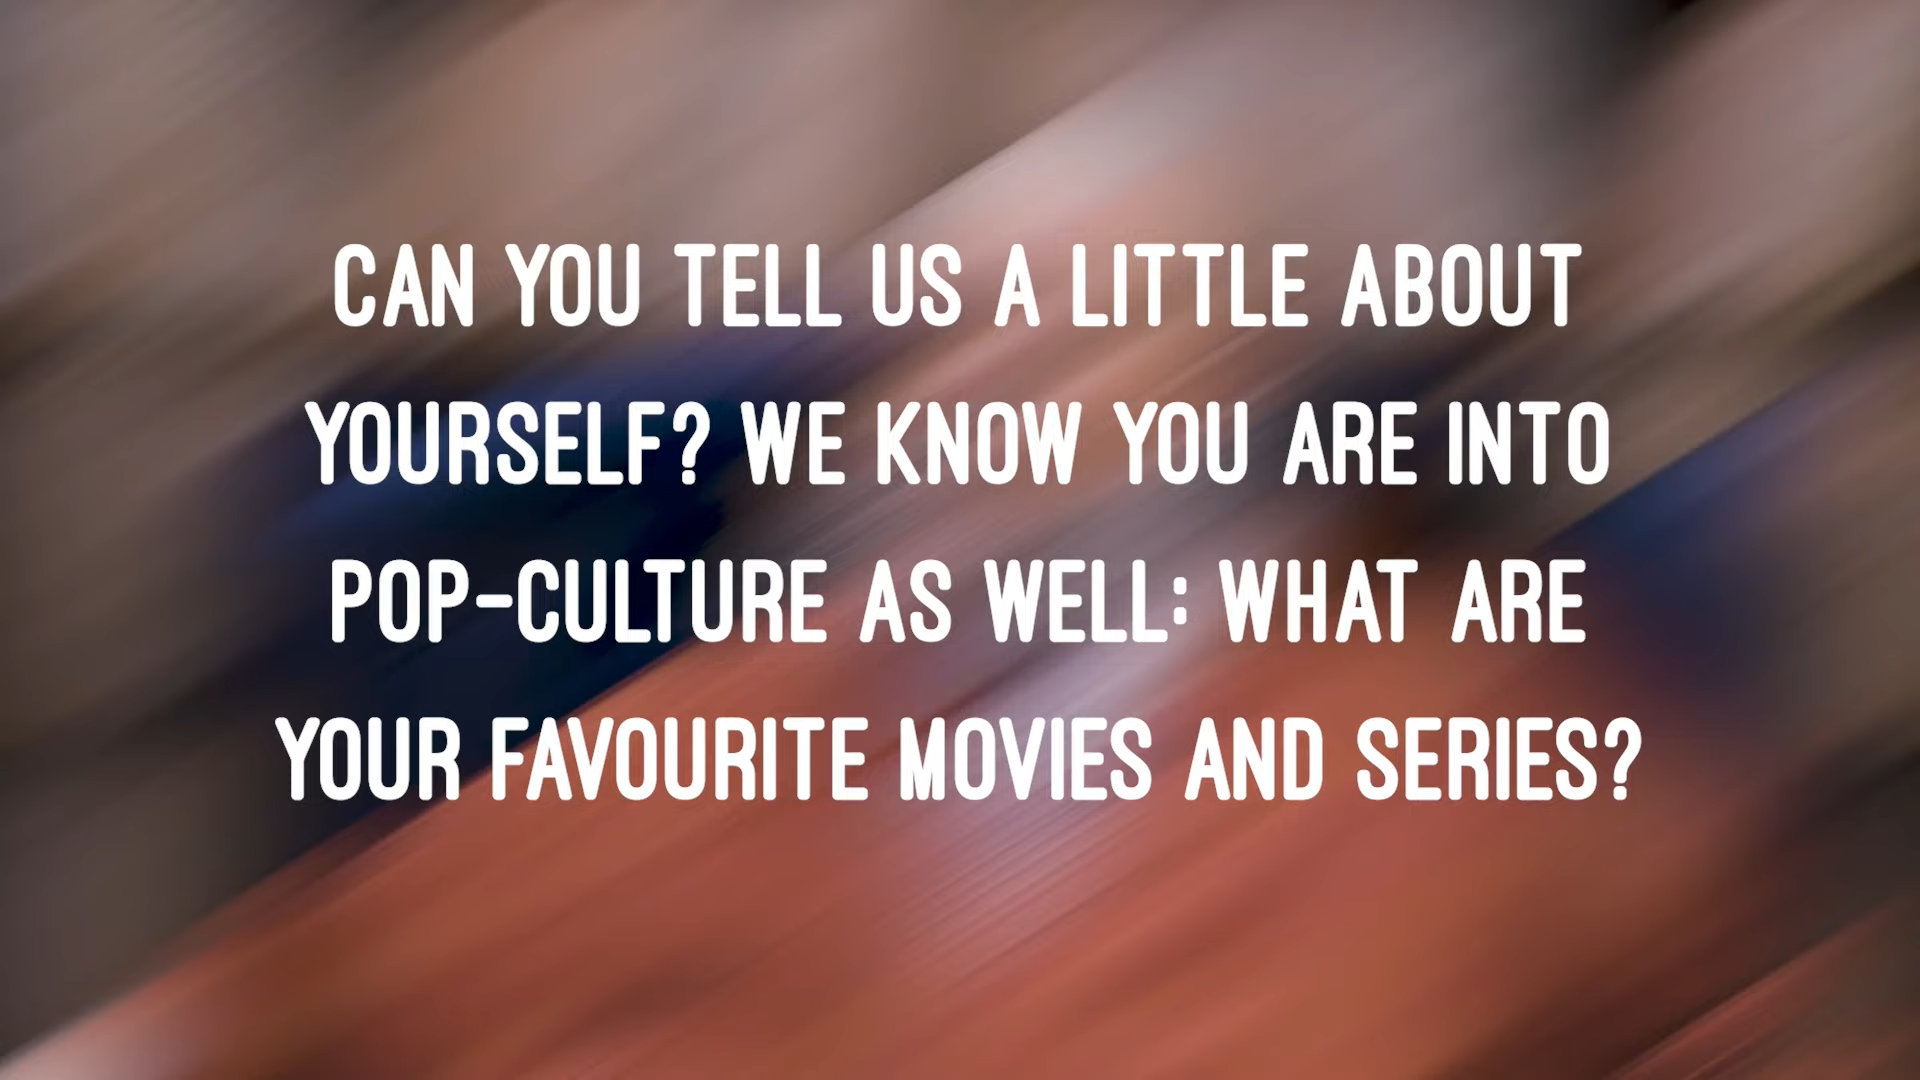 CAN YOU TELL US A LITTLE ABOUT
YOURSELF? WE KNOW YOU ARE INTO
POP-CULTURE AS WELL: WHAT ARE
YOUR FAVOURITE MOVIES AND SERIES?